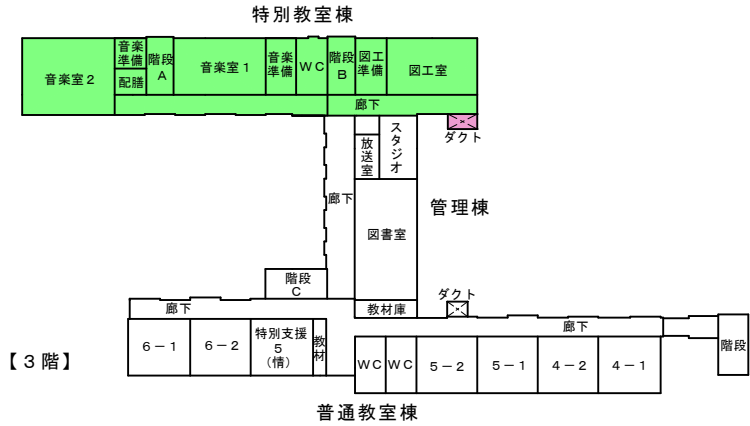 特別教室棟
音楽室２
音楽
準備
配膳
階段
A
音楽室１
音楽
準備
ＷＣ
階段
B
図工
準備
図工室
廊下
ダクト
放送室
スタジオ
廊下
図書室
管理棟
階段
C
教材庫
ダクト
廊下
廊下
６－１
６－２
特別支援
５
（情）
教材
ＷＣ
ＷＣ
５－２
５－１
４－２
４－１
階段
【３階】
普通教室棟